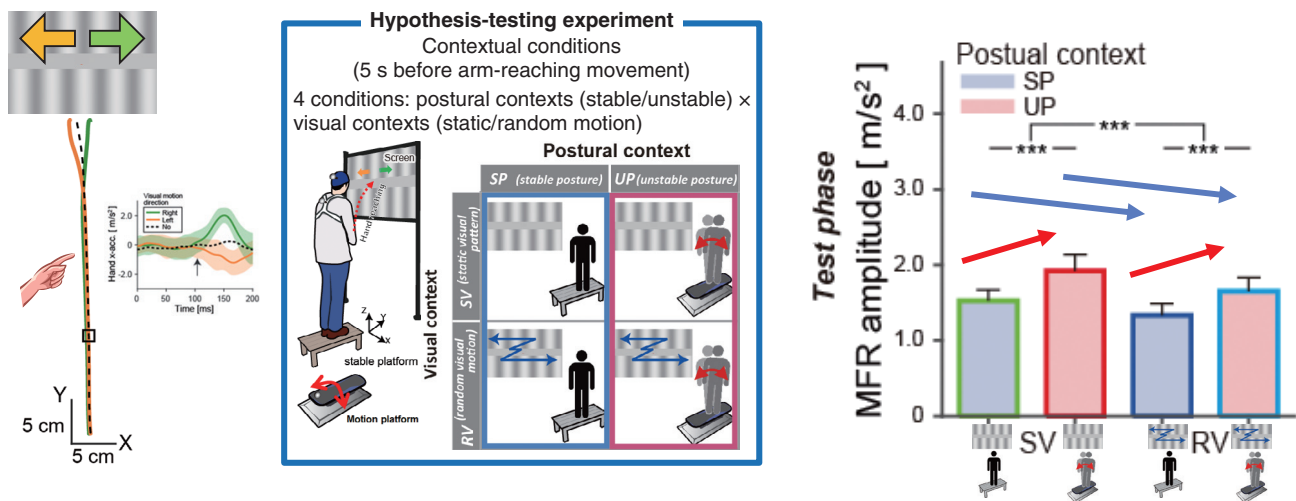 Hypothesis-testing experiment
Contextual conditions
(5 s before arm-reaching movement)
4 conditions: postural contexts (stable/unstable) ×
visual contexts (static/random motion)
Screen
Hand reaching
Z
Y
X
stable platform
Motion platform
Visual context
Postural context
SP (stable posture)
UP (unstable posture)
SV (static visual
pattern)
RV (random visual
motion)
Visual motion
direction
Right
Left
No
Hand x-acc. [ m/s²]
2.0
0
-2.0
0
50
100
150
200
Time [ms]
Y
5 cm
X
5 cm
Postual context
SP
UP
Test phase
MFR amplitude [ m/s²]
4.0
3.0
2.0
1.0
0
***
***
***
SV
RV